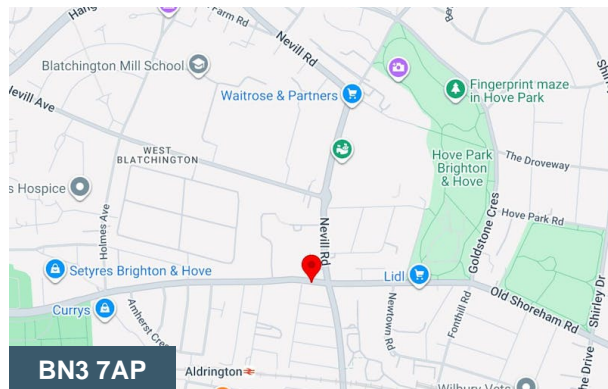 Farm Rd
Nevill Rd
Blatchington Mill School
Waitrose & Partners
Fingerprint maze
in Hove Park
WEST
BLATCHINGTON
Hove Park
Brighton
& Hove
The Droveway
s Hospice
Holmes Ave
Nevill Rd
Goldstone Cres
Hove Park Rd
Setyres Brighton & Hove
Lidl
Old Shoreham Rd
Shirley Dr
Currys
Amherst Cres
Newtown Rd
Fonthill Rd
The Drive
Aldrington
Wilbury Vets
BN3 7AP